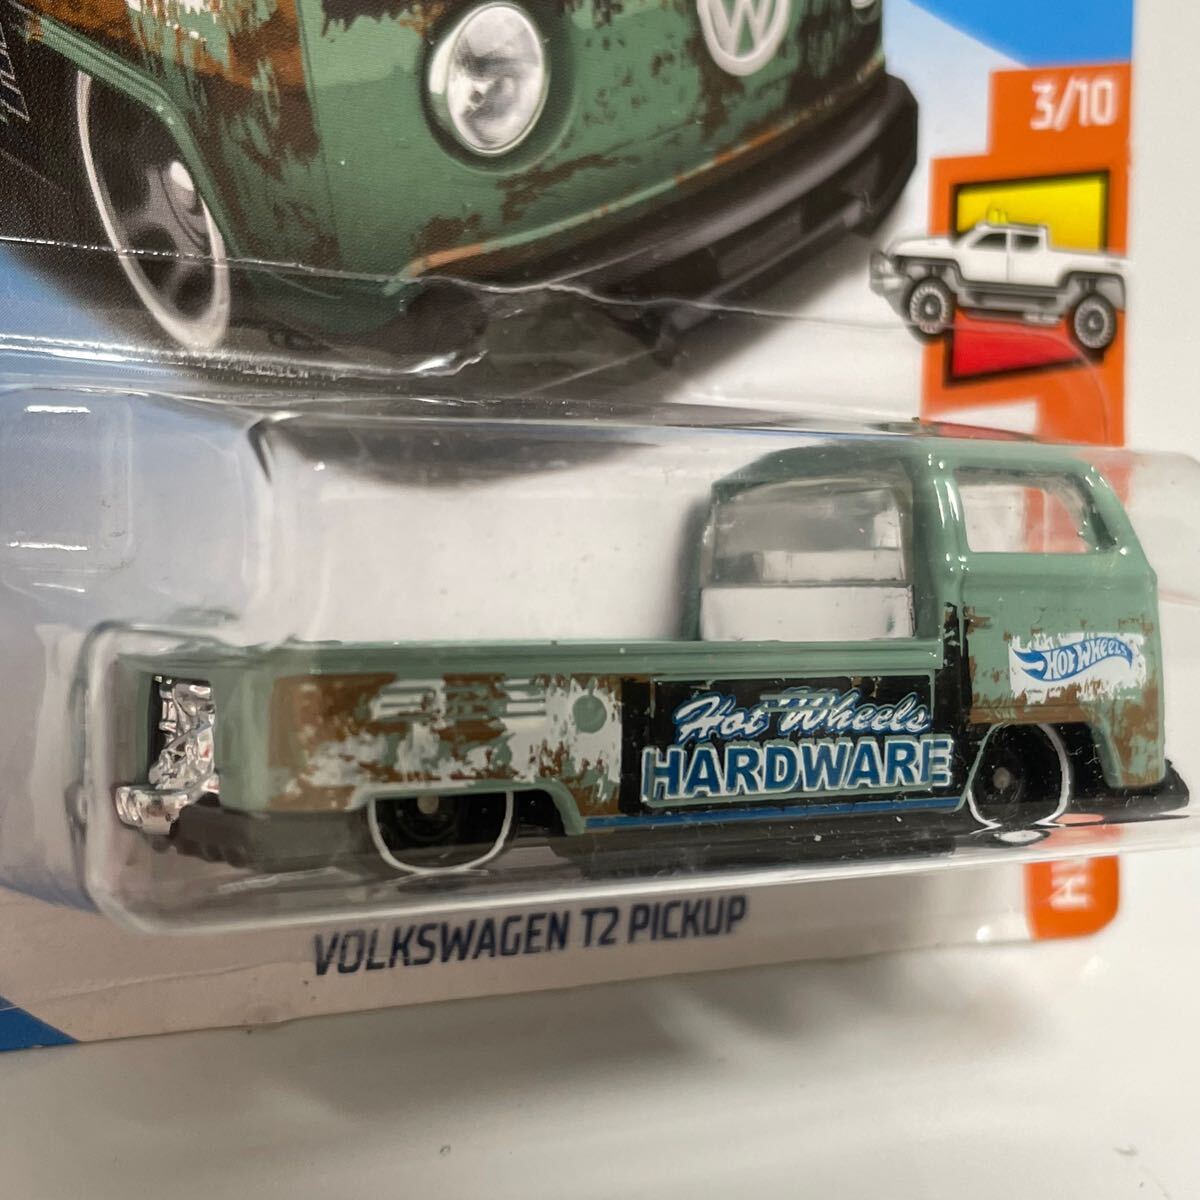 W
3/10
HOT WHEELS
Hot Wheels
HARDWARE
VOLKSWAGEN T2 PICKUP